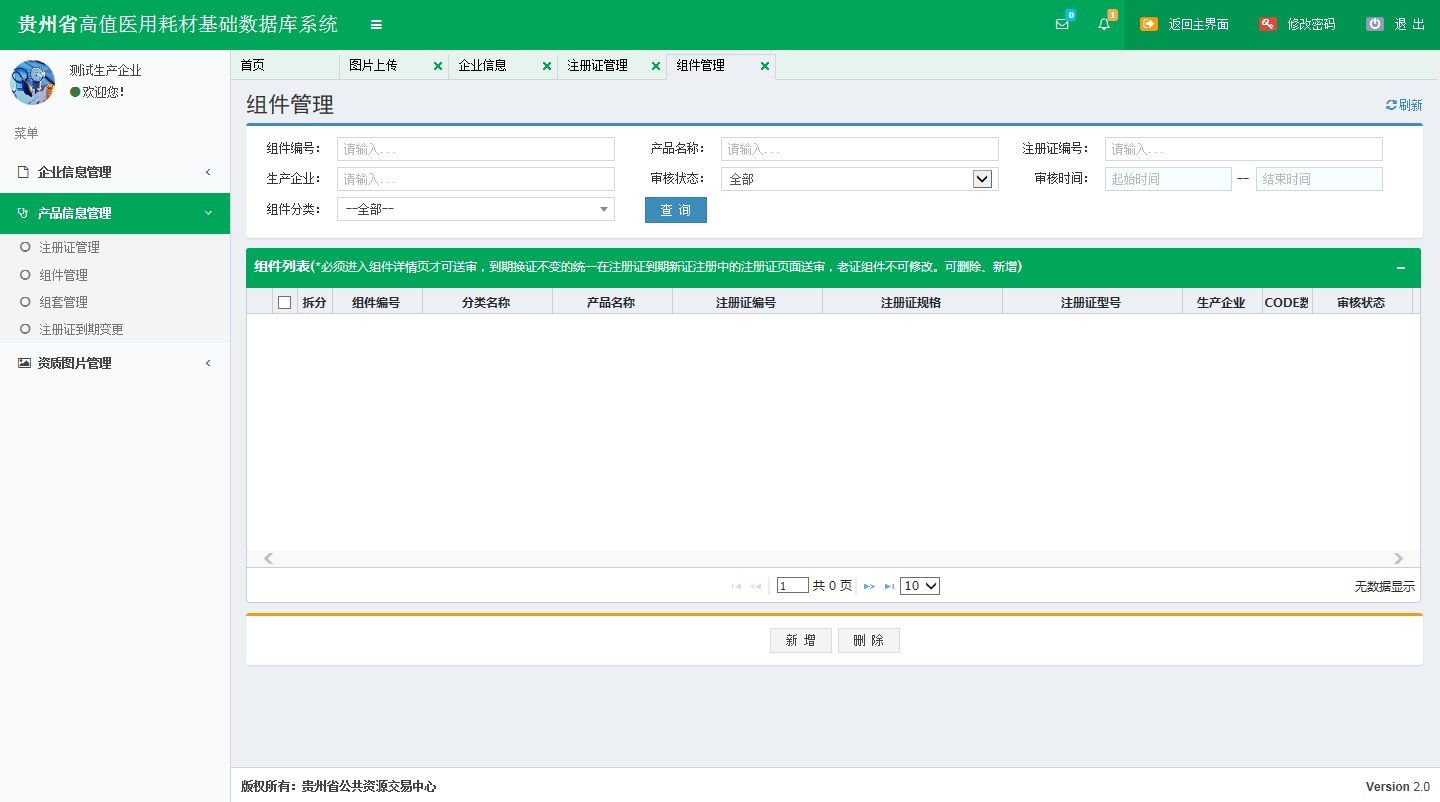 贵州省高值医用耗材基础数据库系统
0
1
返回主界面
修改密码
退 出
测试生产企业
欢迎您!
菜单
企业信息管理
产品信息管理
注册证管理
组件管理
组套管理
注册证到期变更
资质图片管理
首页
图片上传
企业信息
注册证管理
组件管理
组件管理
刷新
组件编号: 请输入...
产品名称: 请输入...
注册证编号: 请输入...
生产企业: 请输入...
审核状态: 全部
审核时间: 起始时间 -- 结束时间
组件分类: --全部--
查 询
组件列表(*必须进入组件详情页才可送审，到期换证不变的统一在注册证到期新证注册中的注册证页面送审，老证组件不可修改。可删除、新增)
拆分 组件编号 分类名称 产品名称 注册证编号 注册证规格 注册证型号 生产企业 CODE数 审核状态
1 共 0 页 10
无数据显示
新 增
删 除
版权所有：贵州省公共资源交易中心
Version 2.0